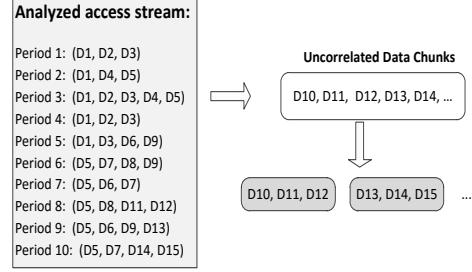 Analyzed access stream:
Period 1: (D1, D2, D3)
Period 2: (D1, D4, D5)
Period 3: (D1, D2, D3, D4, D5)
Period 4: (D1, D2, D3)
Period 5: (D1, D3, D6, D9)
Period 6: (D5, D7, D8, D9)
Period 7: (D5, D6, D7)
Period 8: (D5, D8, D11, D12)
Period 9: (D5, D6, D9, D13)
Period 10: (D5, D7, D14, D15)
Uncorrelated Data Chunks
D10, D11, D12, D13, D14, ...
D10, D11, D12
D13, D14, D15
...